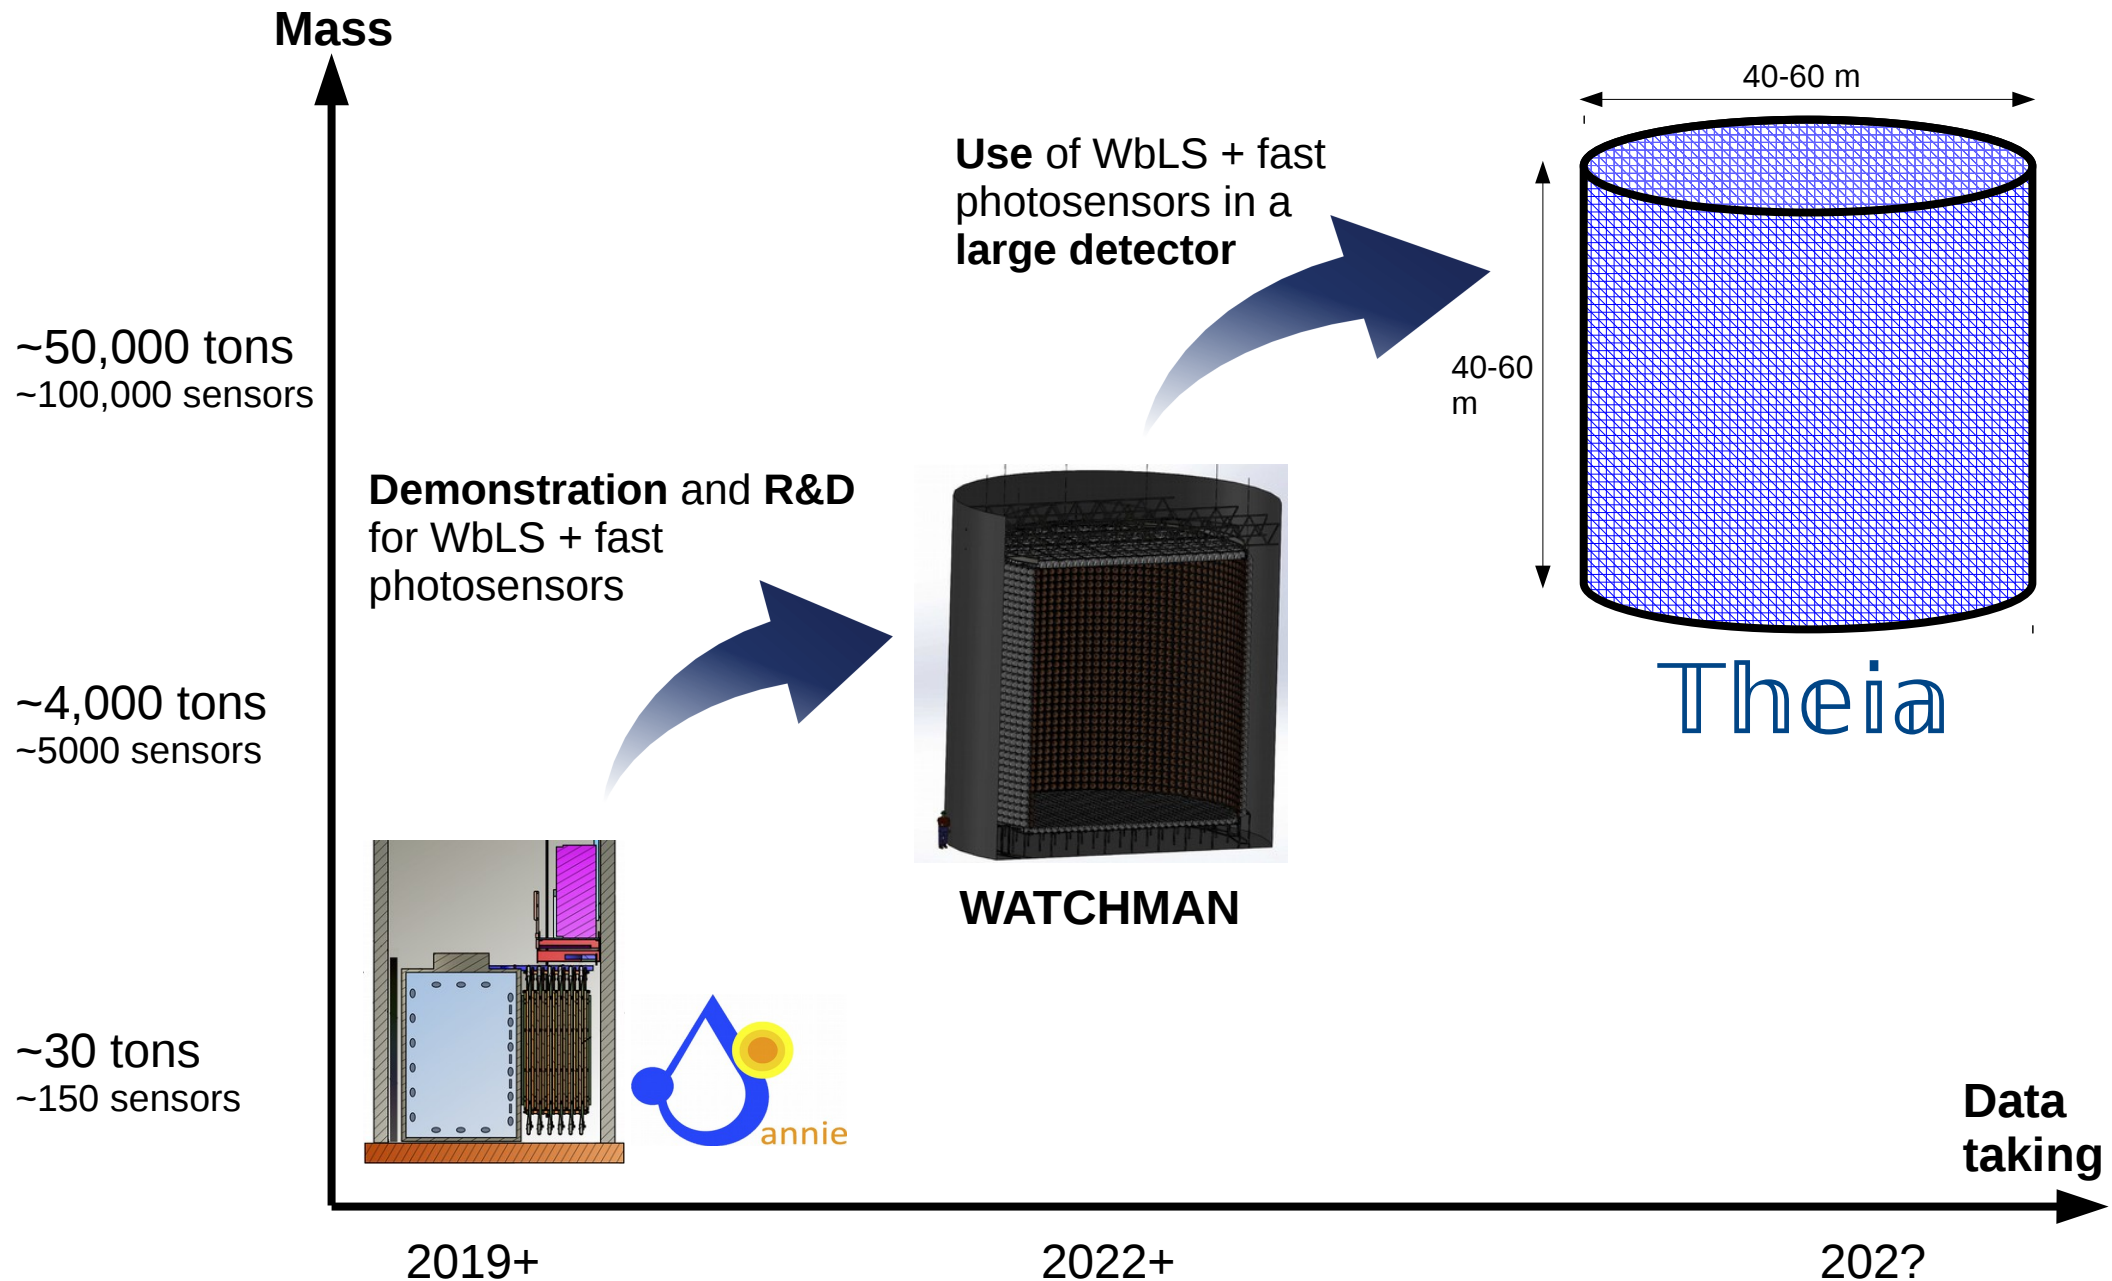 Mass
40-60 m
Use of WbLS + fast
photosensors in a
large detector
~50,000 tons
~100,000 sensors
40-60
m
Demonstration and R&D
for WbLS + fast
photosensors
~4,000 tons
~5000 sensors
Theia
WATCHMAN
~30 tons
~150 sensors
annie
Data
taking
2019+
2022+
202?